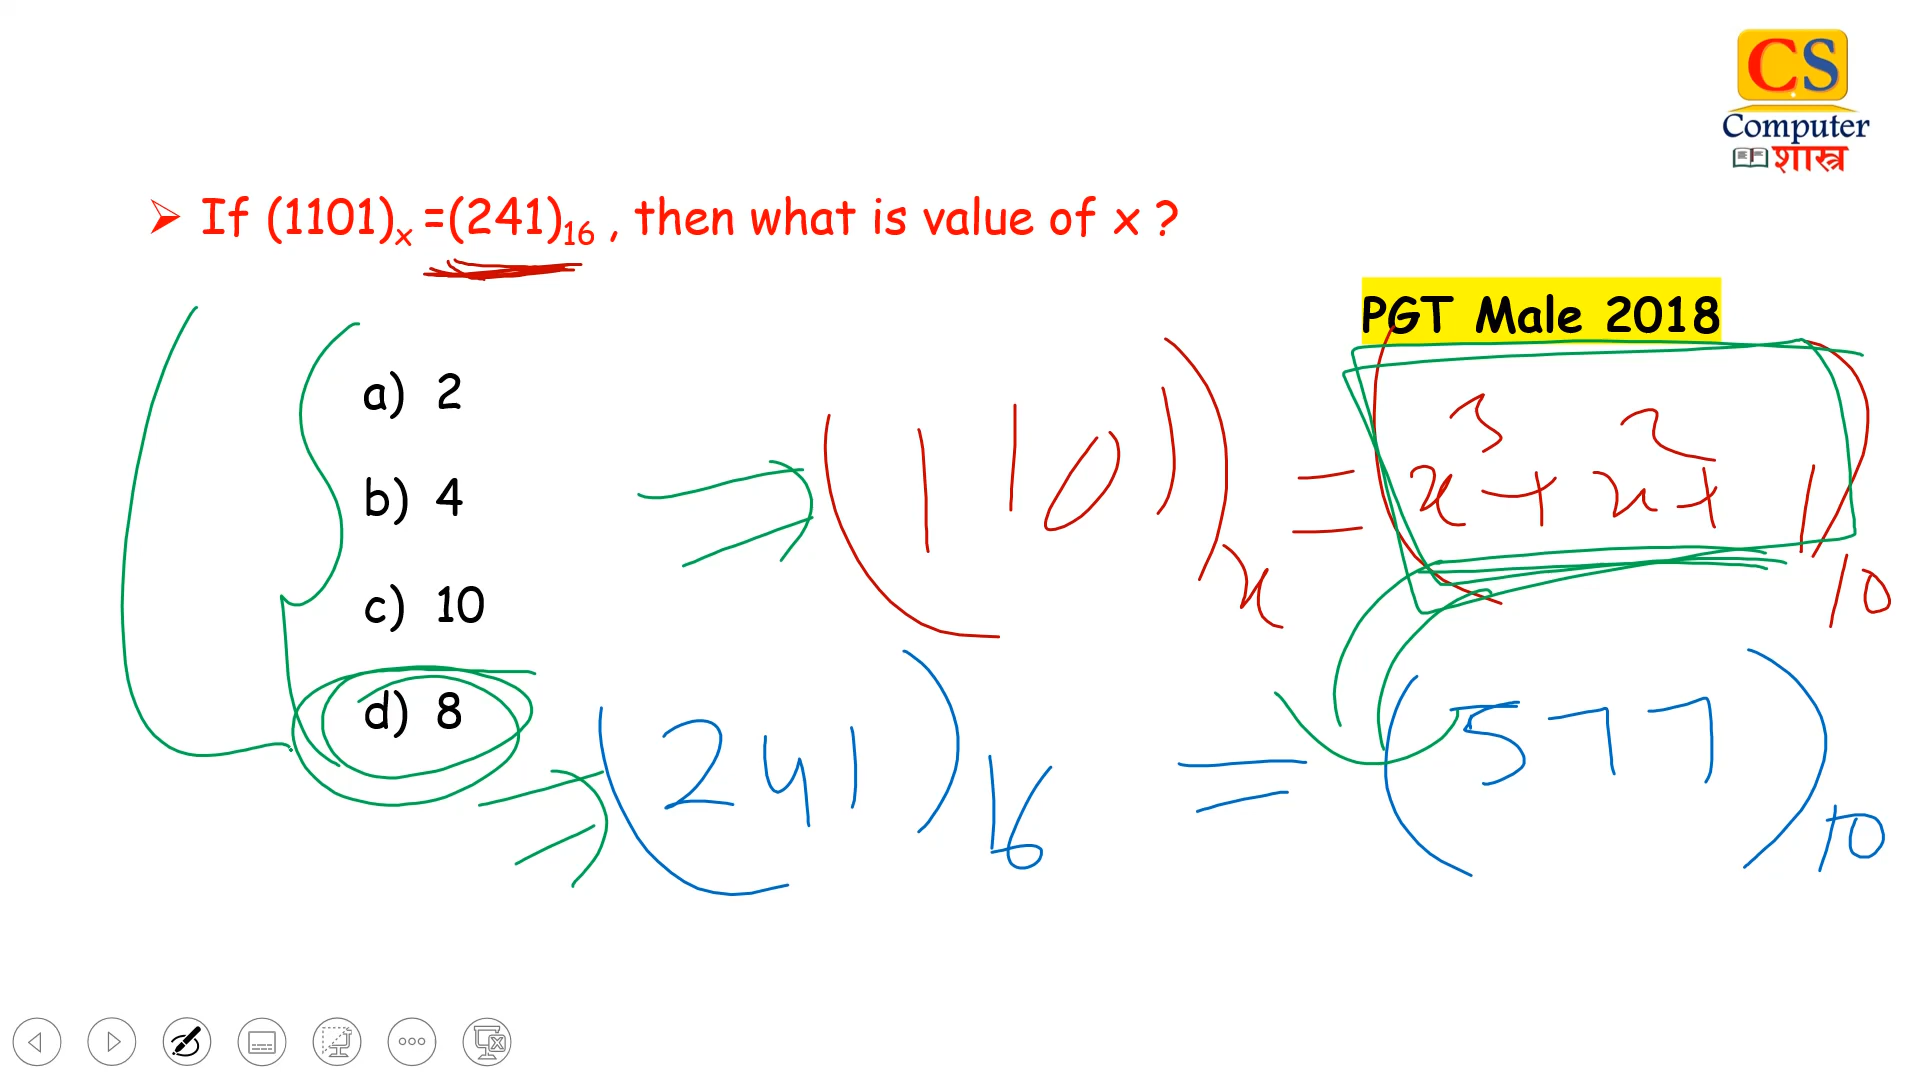 CS
Computer
शास्त्र
➢ If (1101)x =(241)16 , then what is value of x ?
PGT Male 2018
a) 2
b) 4
c) 10
d) 8
⇒ (1101)x = (x³ + x² + 1)10
⇒ (241)16 = (577)10